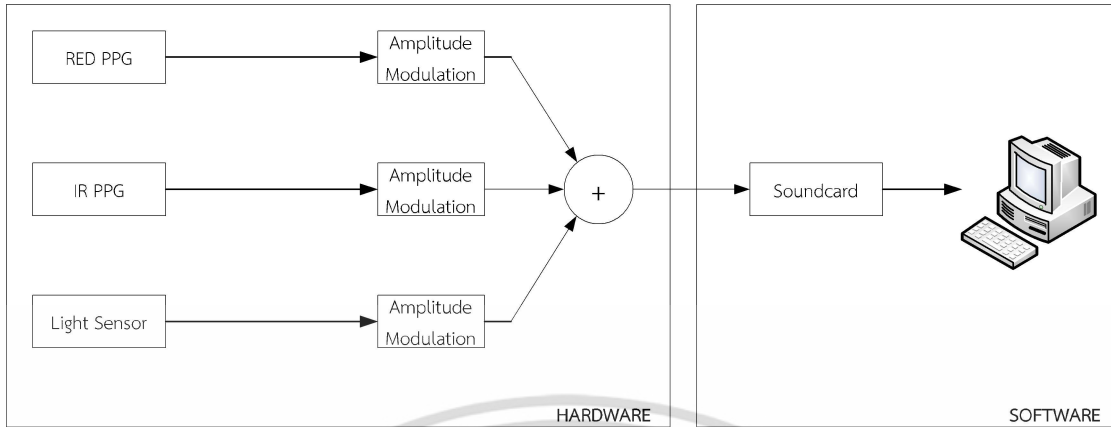 RED PPG
Amplitude
Modulation
IR PPG
Amplitude
Modulation
+
Soundcard
Light Sensor
Amplitude
Modulation
HARDWARE
SOFTWARE